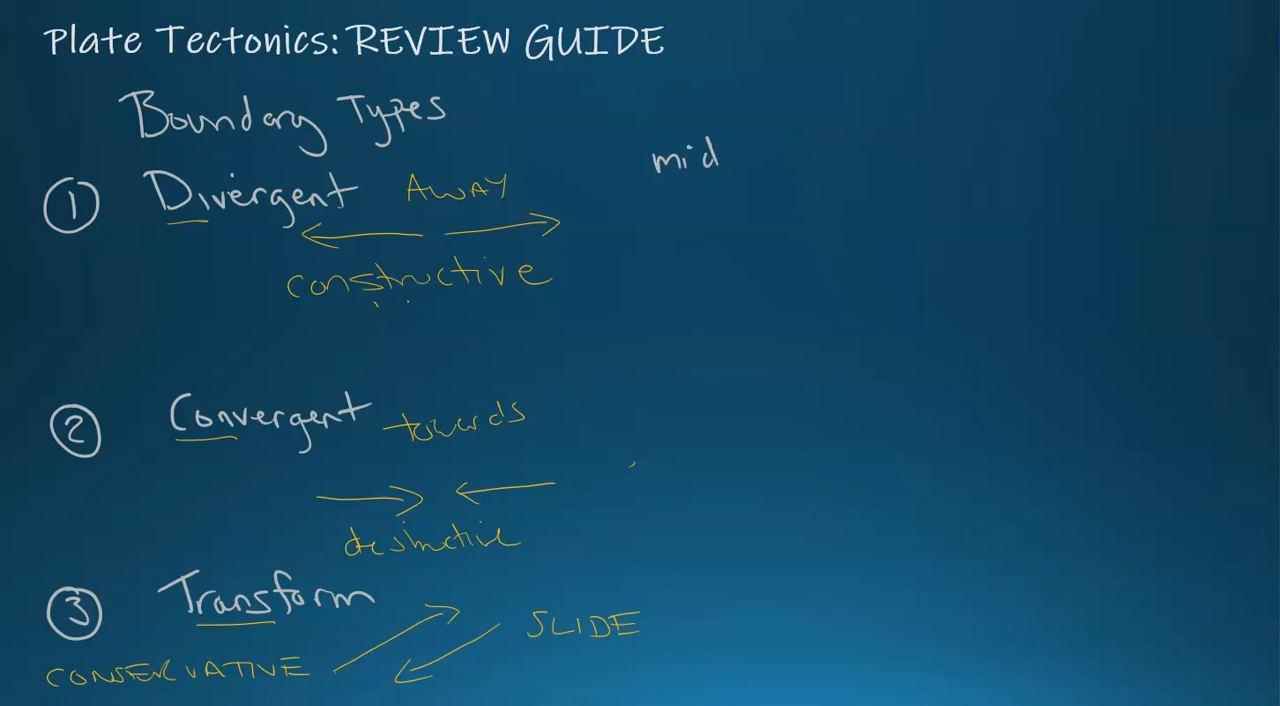 Plate Tectonics: REVIEW GUIDE
Boundary Types
mid
1 Divergent AWAY
constructive
2 Convergent towards
destructive
3 Transform
SLIDE
CONSERVATIVE